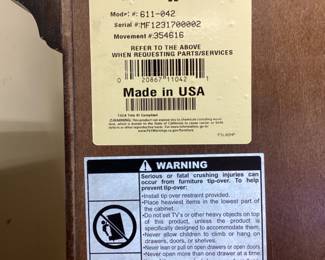 Model #: 611-042
Serial #: MF1231700002
Movement #: 354616
REFER TO THE ABOVE
WHEN REQUESTING PARTS/SERVICES
0 20867 11042 1
Made in USA
TSCA Title VI Compliant
WARNING
Serious or fatal crushing injuries can
occur from furniture tip-over. To help
prevent tip-over:
• Install tip over restraint provided.
• Place heaviest items in the lowest part of
the cabinet.
• Do not set TV's or other heavy objects on top
of this product, unless the product is
specifically designed to accommodate them.
• Never allow children to climb or hang on
drawers, doors, or shelves.
• Never lean or pull on open drawers or open doors
• Never open more than one drawer at a time